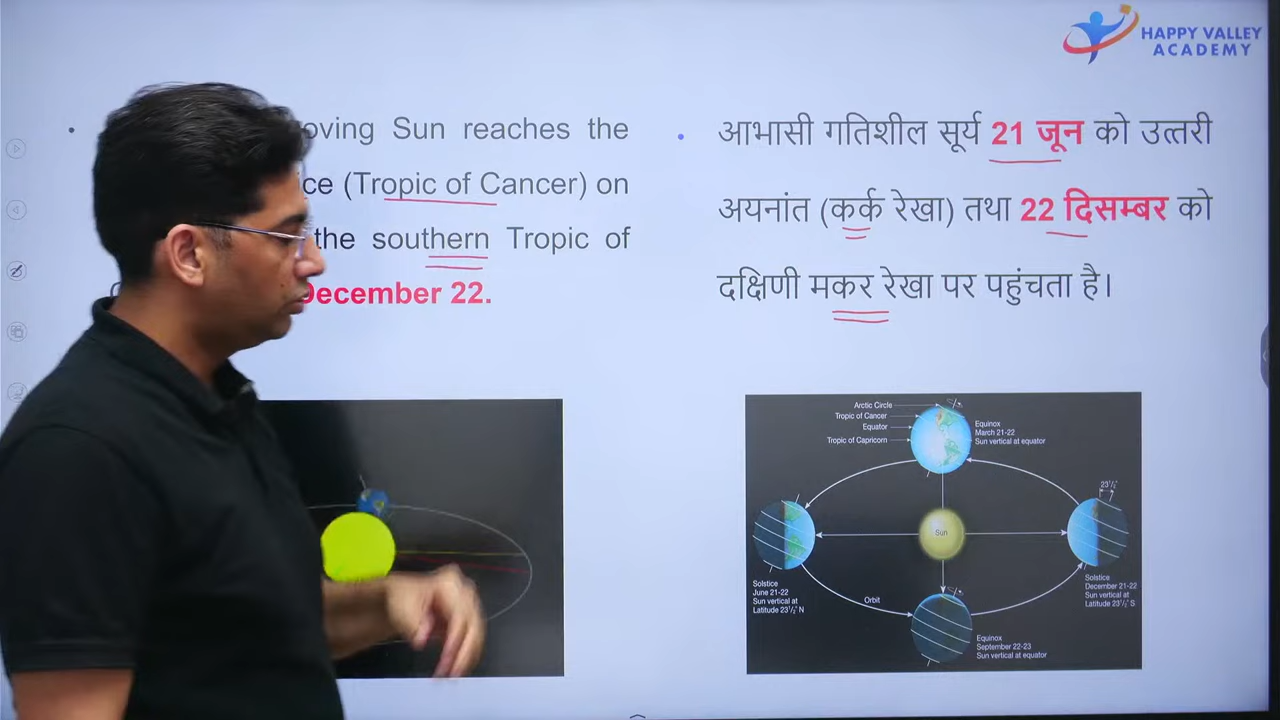 HAPPY VALLEY
ACADEMY
oving Sun reaches the
ce (Tropic of Cancer) on
the southern Tropic of
December 22.
• आभासी गतिशील सूर्य 21 जून को उत्तरी
अयनांत (कर्क रेखा) तथा 22 दिसम्बर को
दक्षिणी मकर रेखा पर पहुंचता है।
Arctic Circle
Tropic of Cancer
Equator
Tropic of Capricorn
Equinox
March 21-22
Sun vertical at equator
23½°
Sun
Solstice
June 21-22
Sun vertical at
Latitude 23½° N
Orbit
Solstice
December 21-22
Sun vertical at
Latitude 23½° S
Equinox
September 22-23
Sun vertical at equator